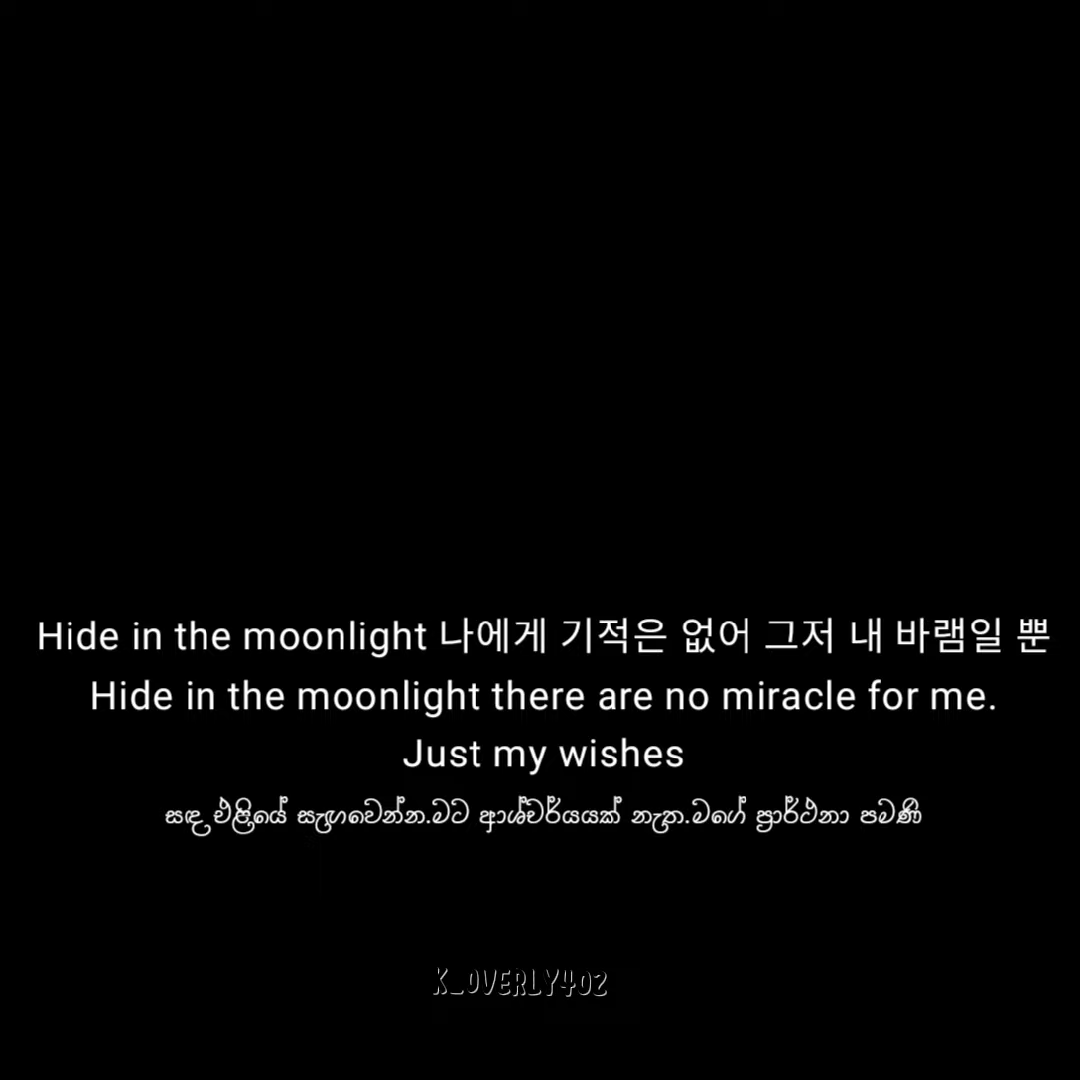 Hide in the moonlight 나에게 기적은 없어 그저 내 바램일 뿐
Hide in the moonlight there are no miracle for me.
Just my wishes
සඳ එළියේ සැඟවෙන්න.මට ආශ්චර්යයක් නැත.මගේ ප්‍රාර්ථනා පමණි
K_OVERLY402